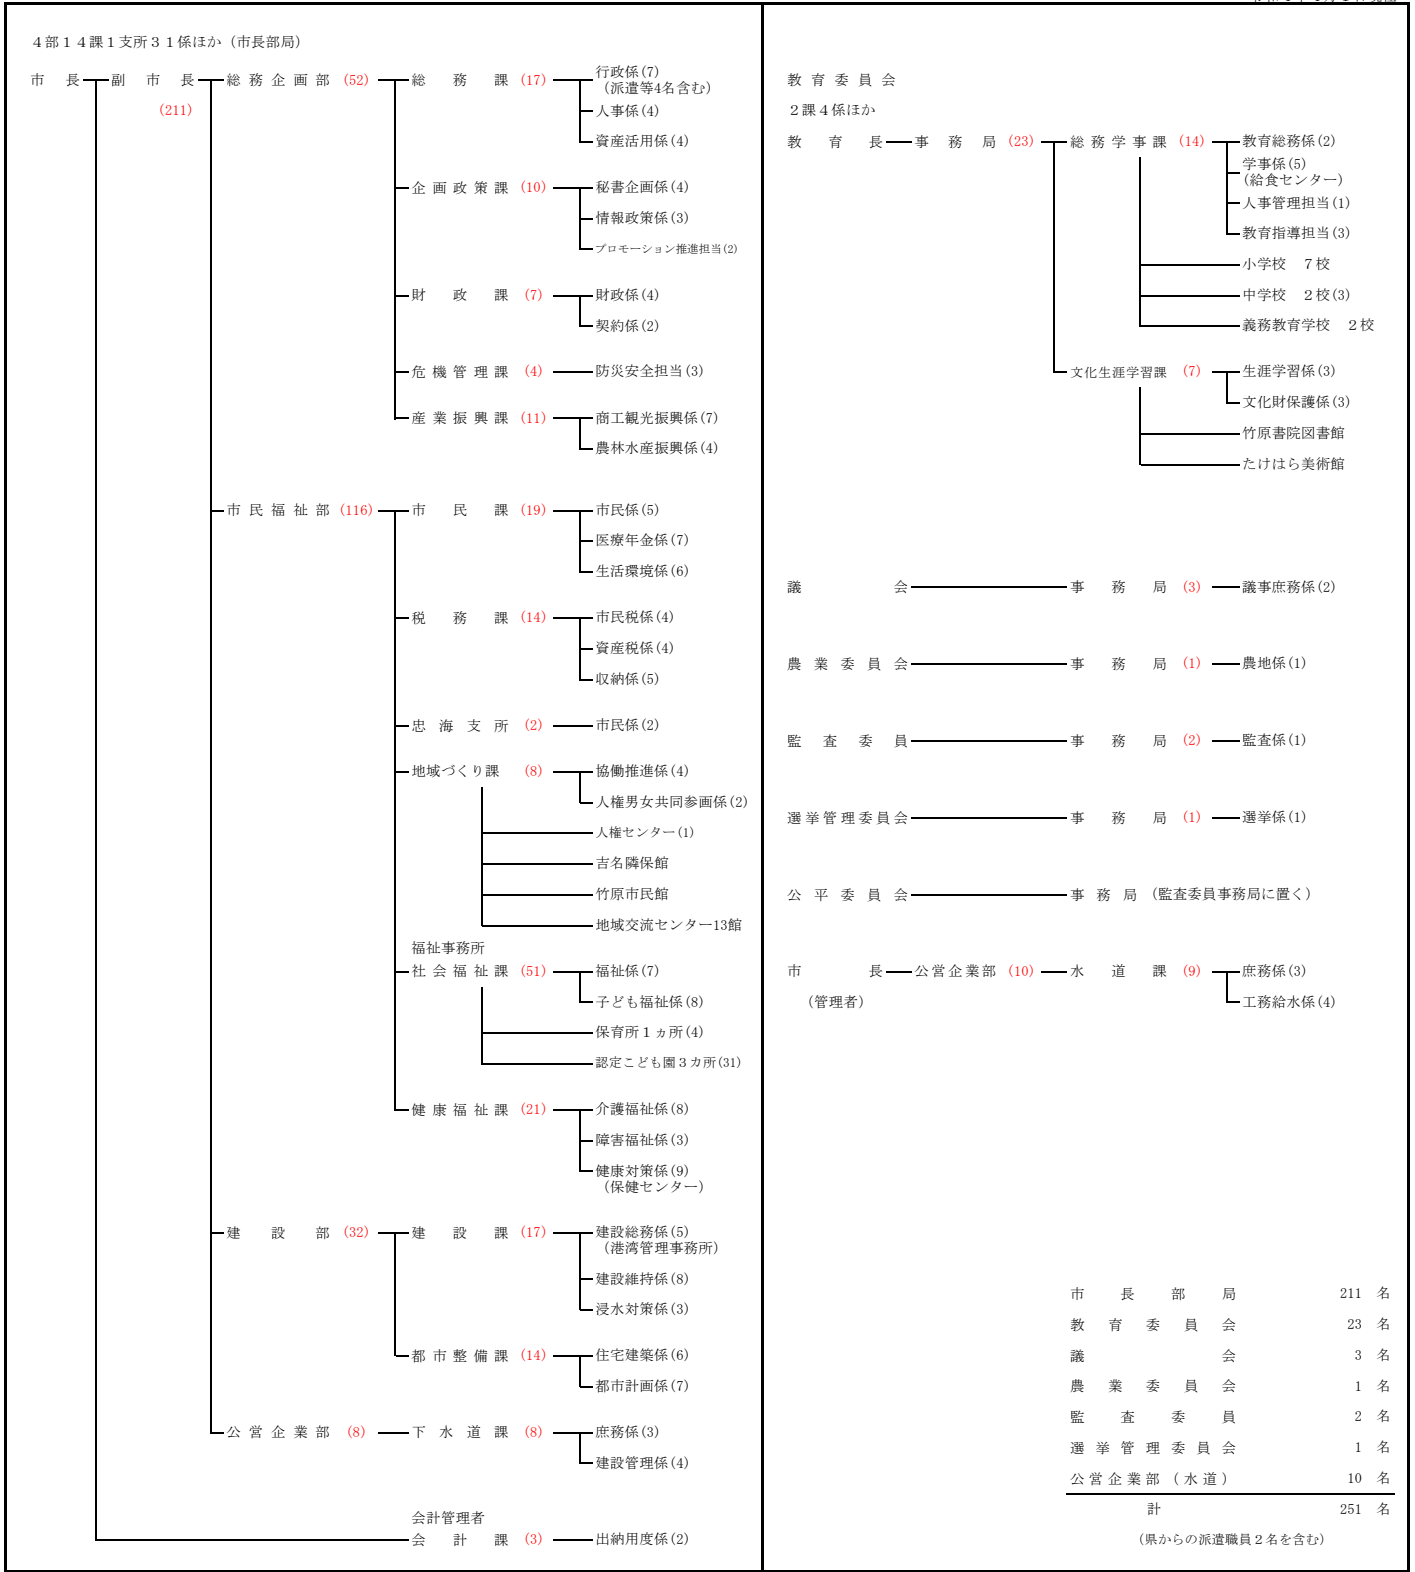 ４部１４課１支所３１係ほか（市長部局）
市長 副市長 総務企画部 (52) 総務課 (17) 行政係(7)
(211)
（派遣等4名含む）
人事係(4)
資産活用係(4)
企画政策課 (10) 秘書企画係(4)
情報政策係(3)
プロモーション推進担当(2)
財政課 (7) 財政係(4)
契約係(2)
危機管理課 (4) 防災安全担当(3)
産業振興課 (11) 商工観光振興係(7)
農林水産振興係(4)
市民福祉部 (116) 市民課 (19) 市民係(5)
医療年金係(7)
生活環境係(6)
税務課 (14) 市民税係(4)
資産税係(4)
収納係(5)
忠海支所 (2) 市民係(2)
地域づくり課 (8) 協働推進係(4)
人権男女共同参画係(2)
人権センター(1)
吉名隣保館
竹原市民館
地域交流センター13館
福祉事務所
社会福祉課 (51) 福祉係(7)
子ども福祉係(8)
保育所１ヵ所(4)
認定こども園３カ所(31)
健康福祉課 (21) 介護福祉係(8)
障害福祉係(3)
健康対策係(9)
（保健センター）
建設部 (32) 建設課 (17) 建設総務係(5)
（港湾管理事務所）
建設維持係(8)
浸水対策係(3)
都市整備課 (14) 住宅建築係(6)
都市計画係(7)
公営企業部 (8) 下水道課 (8) 庶務係(3)
建設管理係(4)
会計管理者
会計課 (3) 出納用度係(2)
教育委員会
２課４係ほか
教育長 事務局 (23) 総務学事課 (14) 教育総務係(2)
学事係(5)
(給食センター)
人事管理担当(1)
教育指導担当(3)
小学校　７校
中学校　２校(3)
義務教育学校　２校
文化生涯学習課 (7) 生涯学習係(3)
文化財保護係(3)
竹原書院図書館
たけはら美術館
議会 事務局 (3) 議事庶務係(2)
農業委員会 事務局 (1) 農地係(1)
監査委員 事務局 (2) 監査係(1)
選挙管理委員会 事務局 (1) 選挙係(1)
公平委員会 事務局 （監査委員事務局に置く）
市長 公営企業部 (10) 水道課 (9) 庶務係(3)
（管理者） 工務給水係(4)
市長部局 211 名
教育委員会 23 名
議会 3 名
農業委員会 1 名
監査委員 2 名
選挙管理委員会 1 名
公営企業部（水道） 10 名
計 251 名
（県からの派遣職員２名を含む）